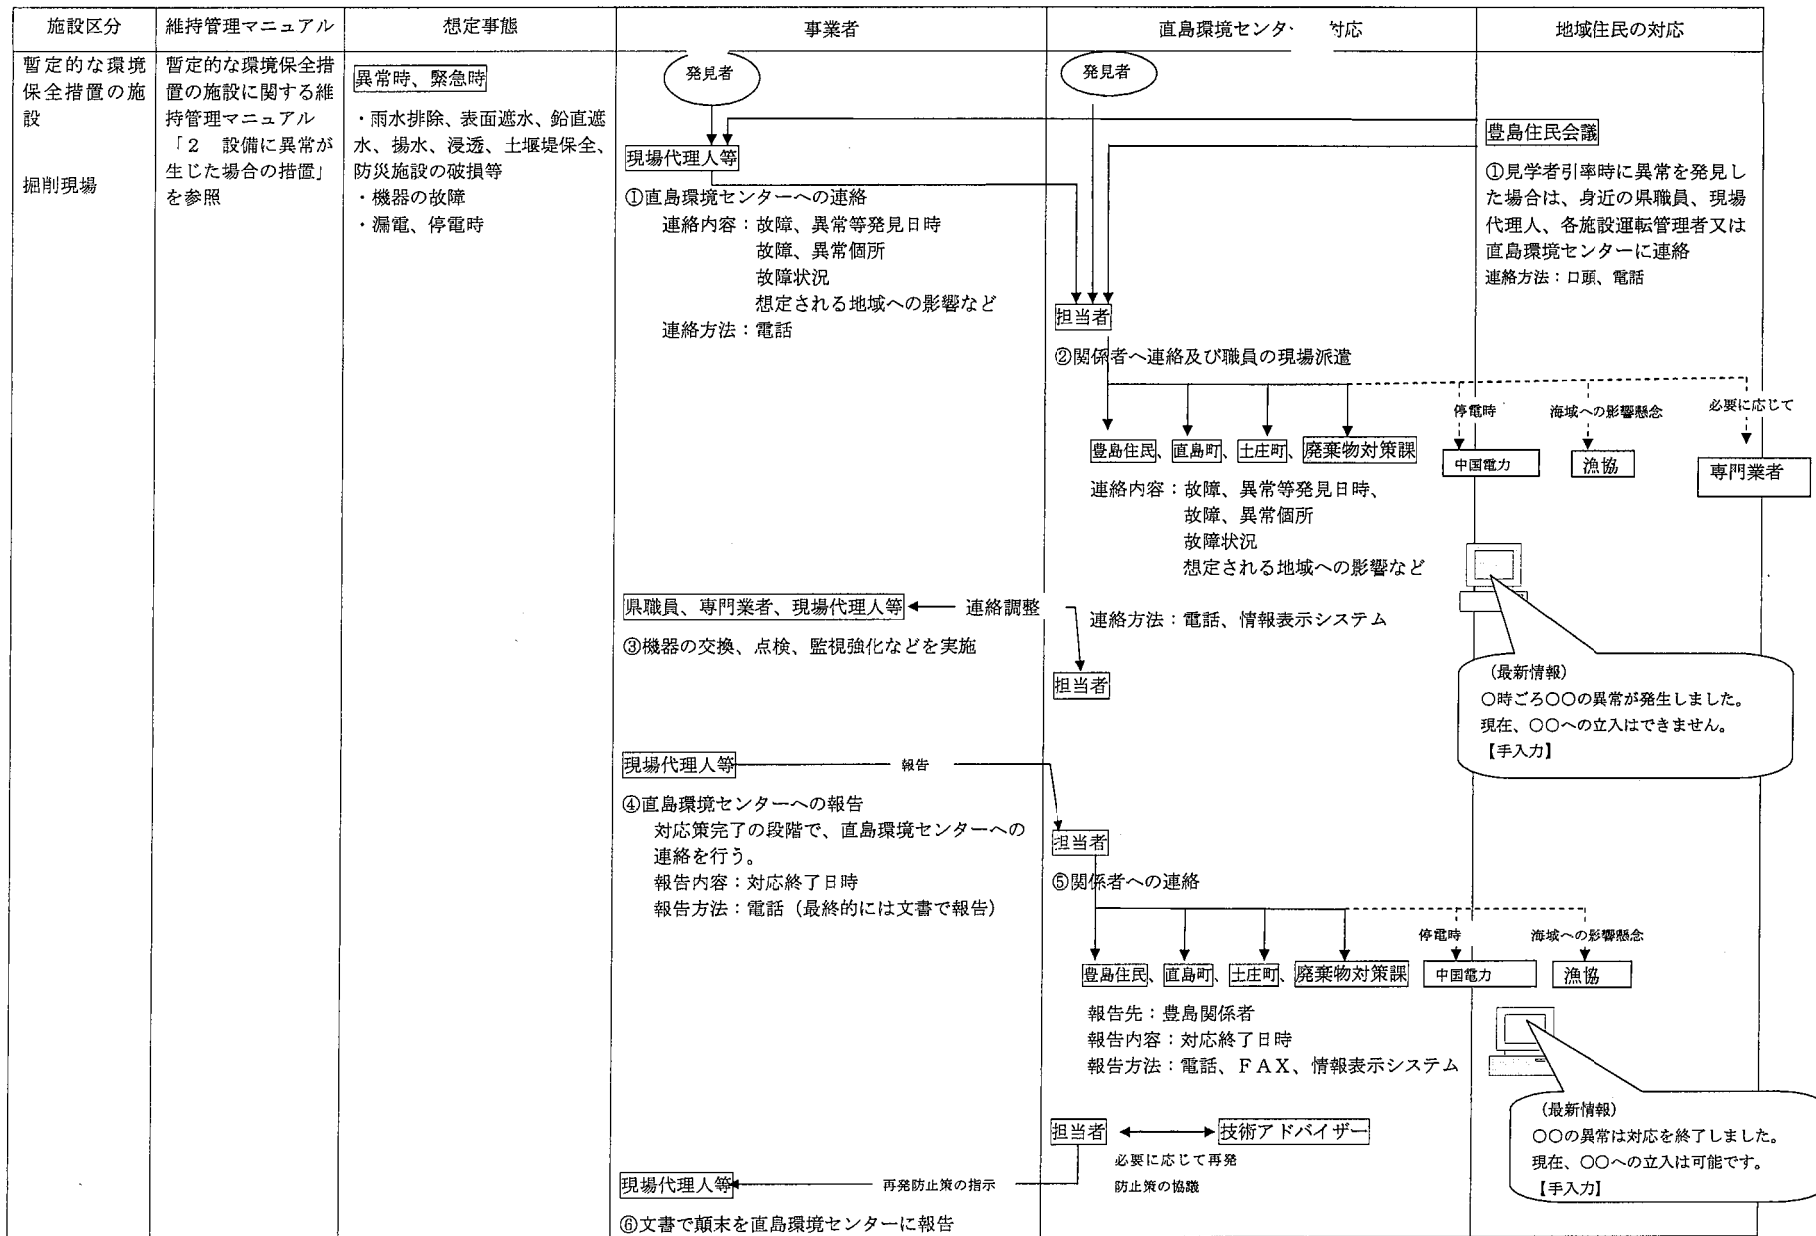 施設区分
維持管理マニュアル
想定事態
事業者
直島環境センタ
対応
地域住民の対応
暫定的な環境
保全措置の施
設
掘削現場
暫定的な環境保全措
置の施設に関する維
持管理マニュアル
「2 設備に異常が
生じた場合の措置」
を参照
異常時、緊急時
・雨水排除、表面遮水、鉛直遮
水、揚水、浸透、土堰堤保全、
防災施設の破損等
・機器の故障
・漏電、停電時
発見者
現場代理人等
①直島環境センターへの連絡
連絡内容：故障、異常等発見日時
故障、異常個所
故障状況
想定される地域への影響など
連絡方法：電話
発見者
担当者
豊島住民会議
①見学者引率時に異常を発見し
た場合は、身近の県職員、現場
代理人、各施設運転管理者又は
直島環境センターに連絡
連絡方法：口頭、電話
②関係者へ連絡及び職員の現場派遣
停電時
海域への影響懸念
必要に応じて
豊島住民、直島町、土庄町、廃棄物対策課
中国電力
漁協
専門業者
連絡内容：故障、異常等発見日時、
故障、異常個所
故障状況
想定される地域への影響など
連絡方法：電話、情報表示システム
県職員、専門業者、現場代理人等
連絡調整
③機器の交換、点検、監視強化などを実施
担当者
（最新情報）
○時ごろ○○の異常が発生しました。
現在、○○への立入はできません。
【手入力】
現場代理人等
報告
④直島環境センターへの報告
対応策完了の段階で、直島環境センターへの
連絡を行う。
報告内容：対応終了日時
報告方法：電話（最終的には文書で報告）
担当者
⑤関係者への連絡
停電時
海域への影響懸念
豊島住民、直島町、土庄町、廃棄物対策課
中国電力
漁協
報告先：豊島関係者
報告内容：対応終了日時
報告方法：電話、ＦＡＸ、情報表示システム
（最新情報）
○○の異常は対応を終了しました。
現在、○○への立入は可能です。
【手入力】
担当者
技術アドバイザー
必要に応じて再発
防止策の協議
現場代理人等
再発防止策の指示
⑥文書で顛末を直島環境センターに報告